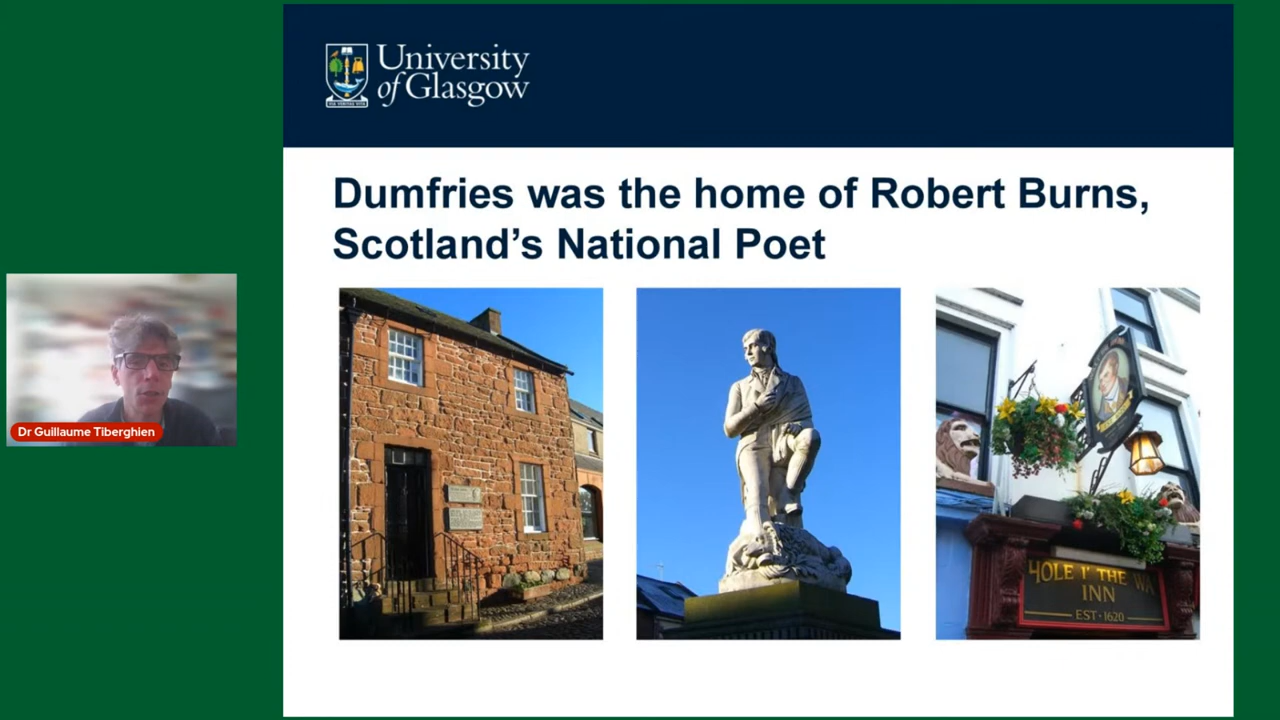 University
of Glasgow
Dumfries was the home of Robert Burns,
Scotland’s National Poet
Dr Guillaume Tiberghien
HOLE I' THE WA
INN
EST·1620